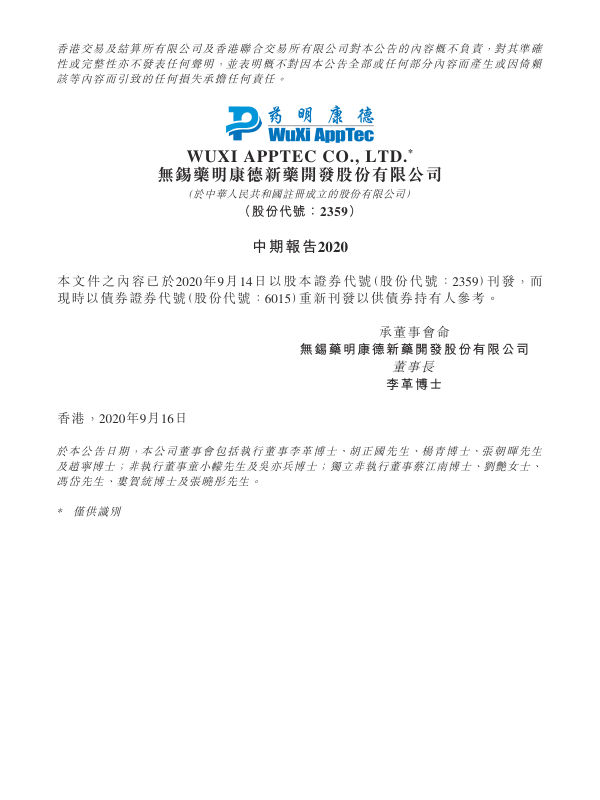 香港交易及結算所有限公司及香港聯合交易所有限公司對本公告的內容概不負責，對其準確
性或完整性亦不發表任何聲明，並表明概不對因本公告全部或任何部分內容而產生或因倚賴
該等內容而引致的任何損失承擔任何責任。
药明康德
WuXi AppTec
WUXI APPTEC CO., LTD.*
無錫藥明康德新藥開發股份有限公司
(於中華人民共和國註冊成立的股份有限公司)
（股份代號：2359）
中期報告2020
本文件之內容已於2020年9月14日以股本證券代號(股份代號：2359)刊發，而
現時以債券證券代號(股份代號：6015)重新刊發以供債券持有人參考。
承董事會命
無錫藥明康德新藥開發股份有限公司
董事長
李革博士
香港，2020年9月16日
於本公告日期，本公司董事會包括執行董事李革博士、胡正國先生、楊青博士、張朝暉先生
及趙寧博士；非執行董事童小幪先生及吳亦兵博士；獨立非執行董事蔡江南博士、劉艷女士、
馮岱先生、婁賀統博士及張曉彤先生。
* 僅供識別